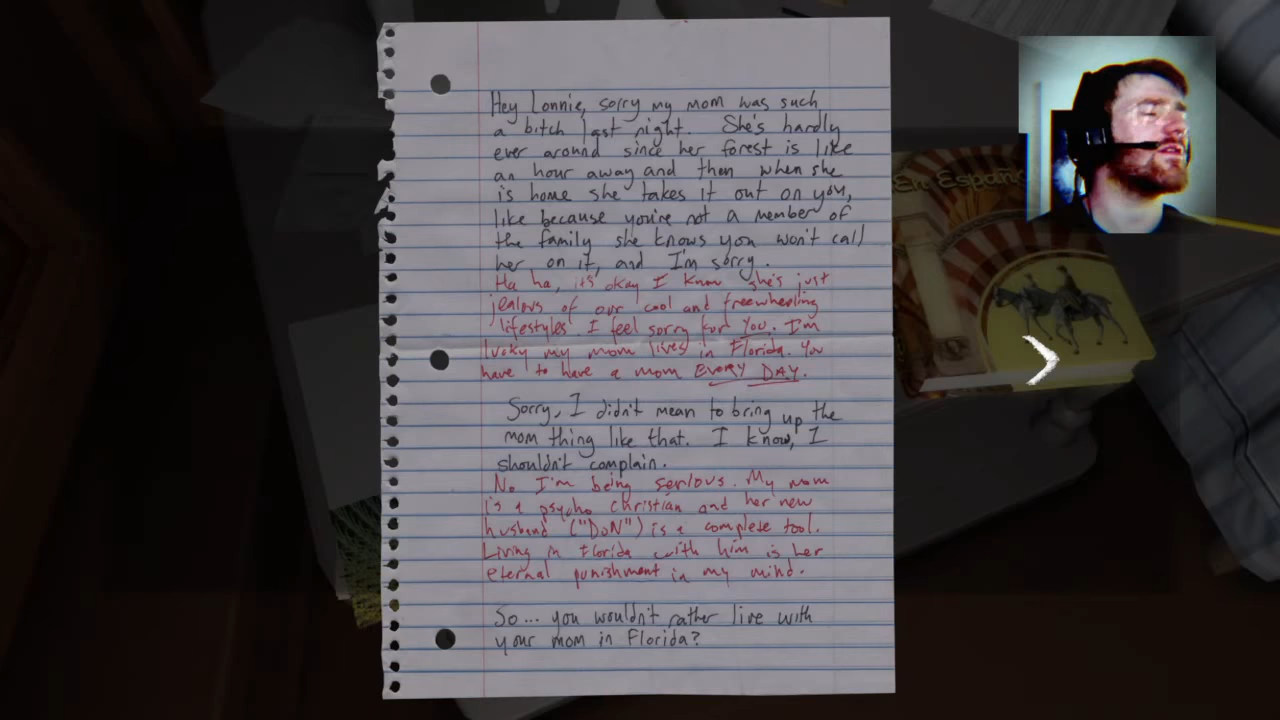 Hey Lonnie, sorry my mom was such
a bitch last night. She's hardly
ever around since her forest is like
an hour away and then when she
is home she takes it out on you,
like because you're not a member of
the family she knows you won't call
her on it, and I'm sorry.
Ha ha, it's okay I know she's just
jealous of our cool and freewheeling
lifestyles I feel sorry for YOU. I'm
lucky my mom lives in Florida. You
have to have a mom EVERY DAY.
Sorry, I didn't mean to bring up the
mom thing like that. I know, I
shouldn't complain.
No I'm being serious. My mom
is a psycho christian and her new
husband ("DoN") is a complete tool.
Living in Florida with him is her
eternal punishment in my mind.
So... you wouldn't rather live with
your mom in Florida?
En Españ